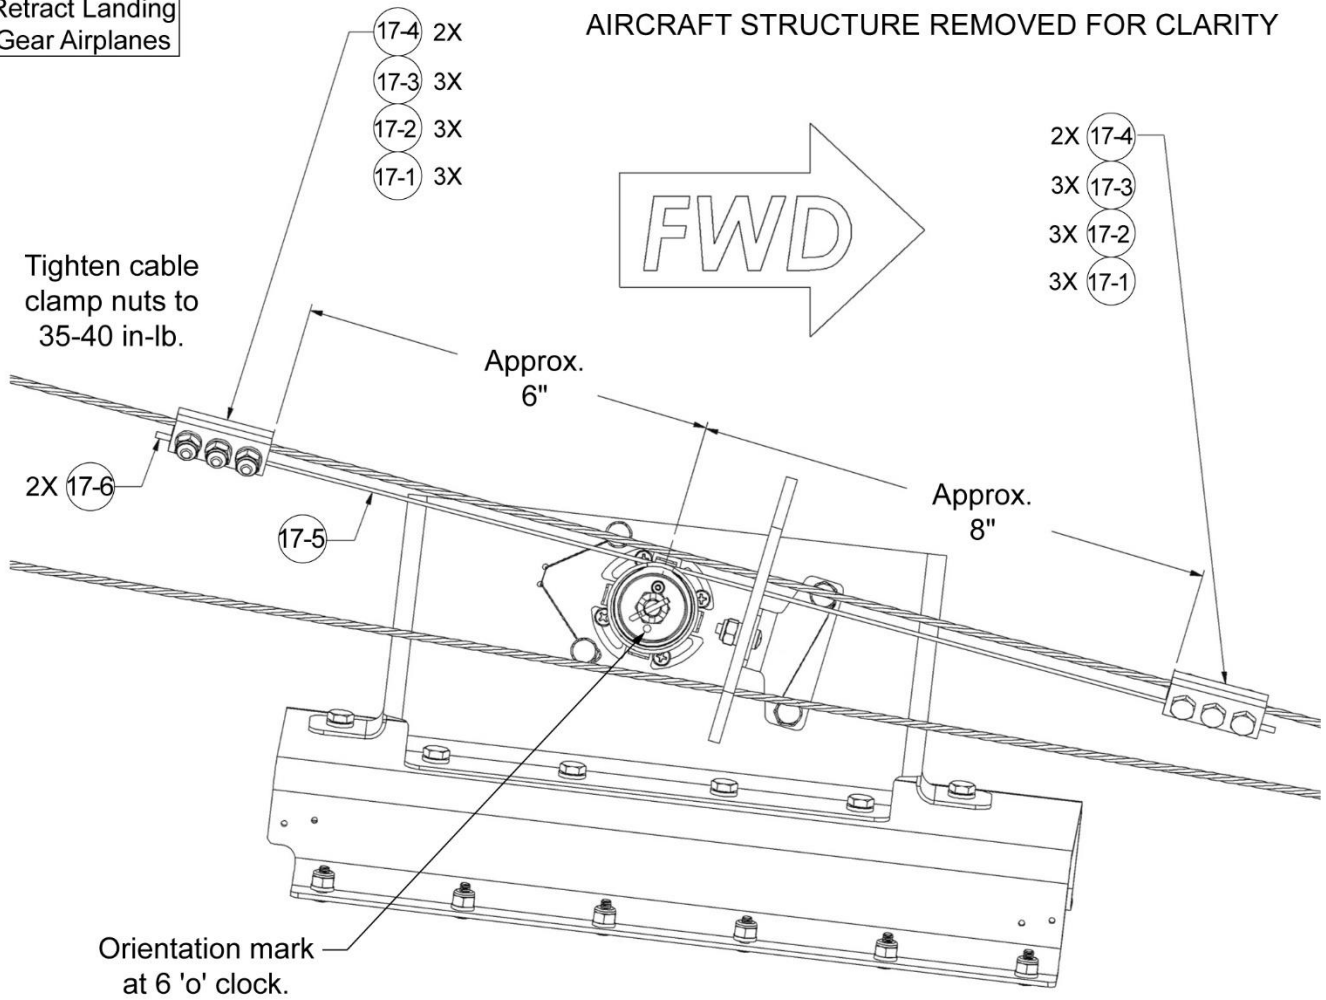 Retract Landing
Gear Airplanes
AIRCRAFT STRUCTURE REMOVED FOR CLARITY
17-4 2X
17-3 3X
17-2 3X
17-1 3X
FWD
2X 17-4
3X 17-3
3X 17-2
3X 17-1
Tighten cable
clamp nuts to
35-40 in-lb.
Approx.
6"
Approx.
8"
2X 17-6
17-5
Orientation mark
at 6 'o' clock.